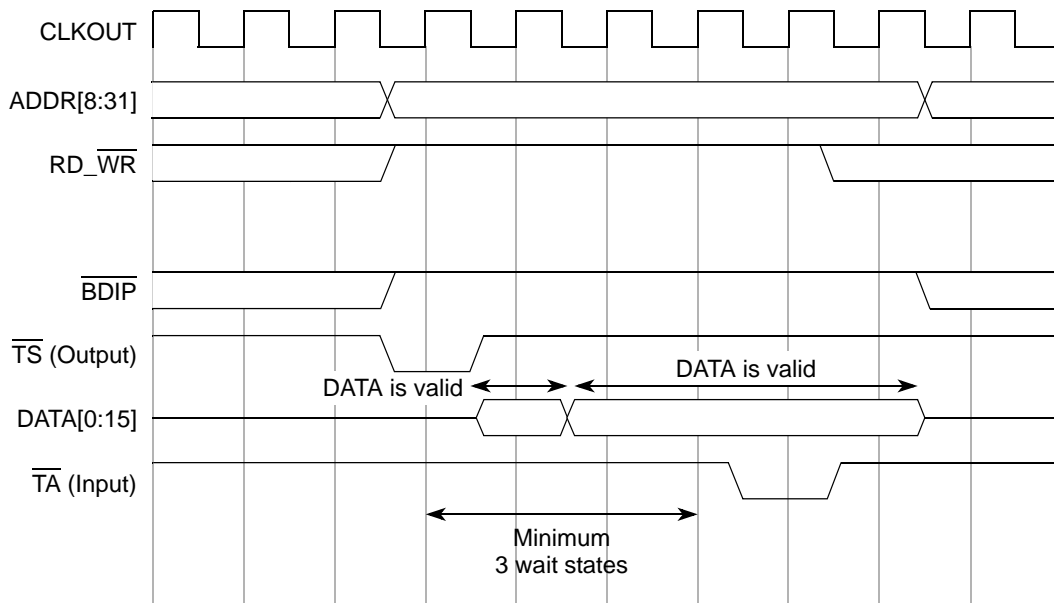 CLKOUT
ADDR[8:31]
RD_WR
BDIP
TS (Output)
DATA is valid
DATA is valid
DATA[0:15]
TA (Input)
Minimum
3 wait states